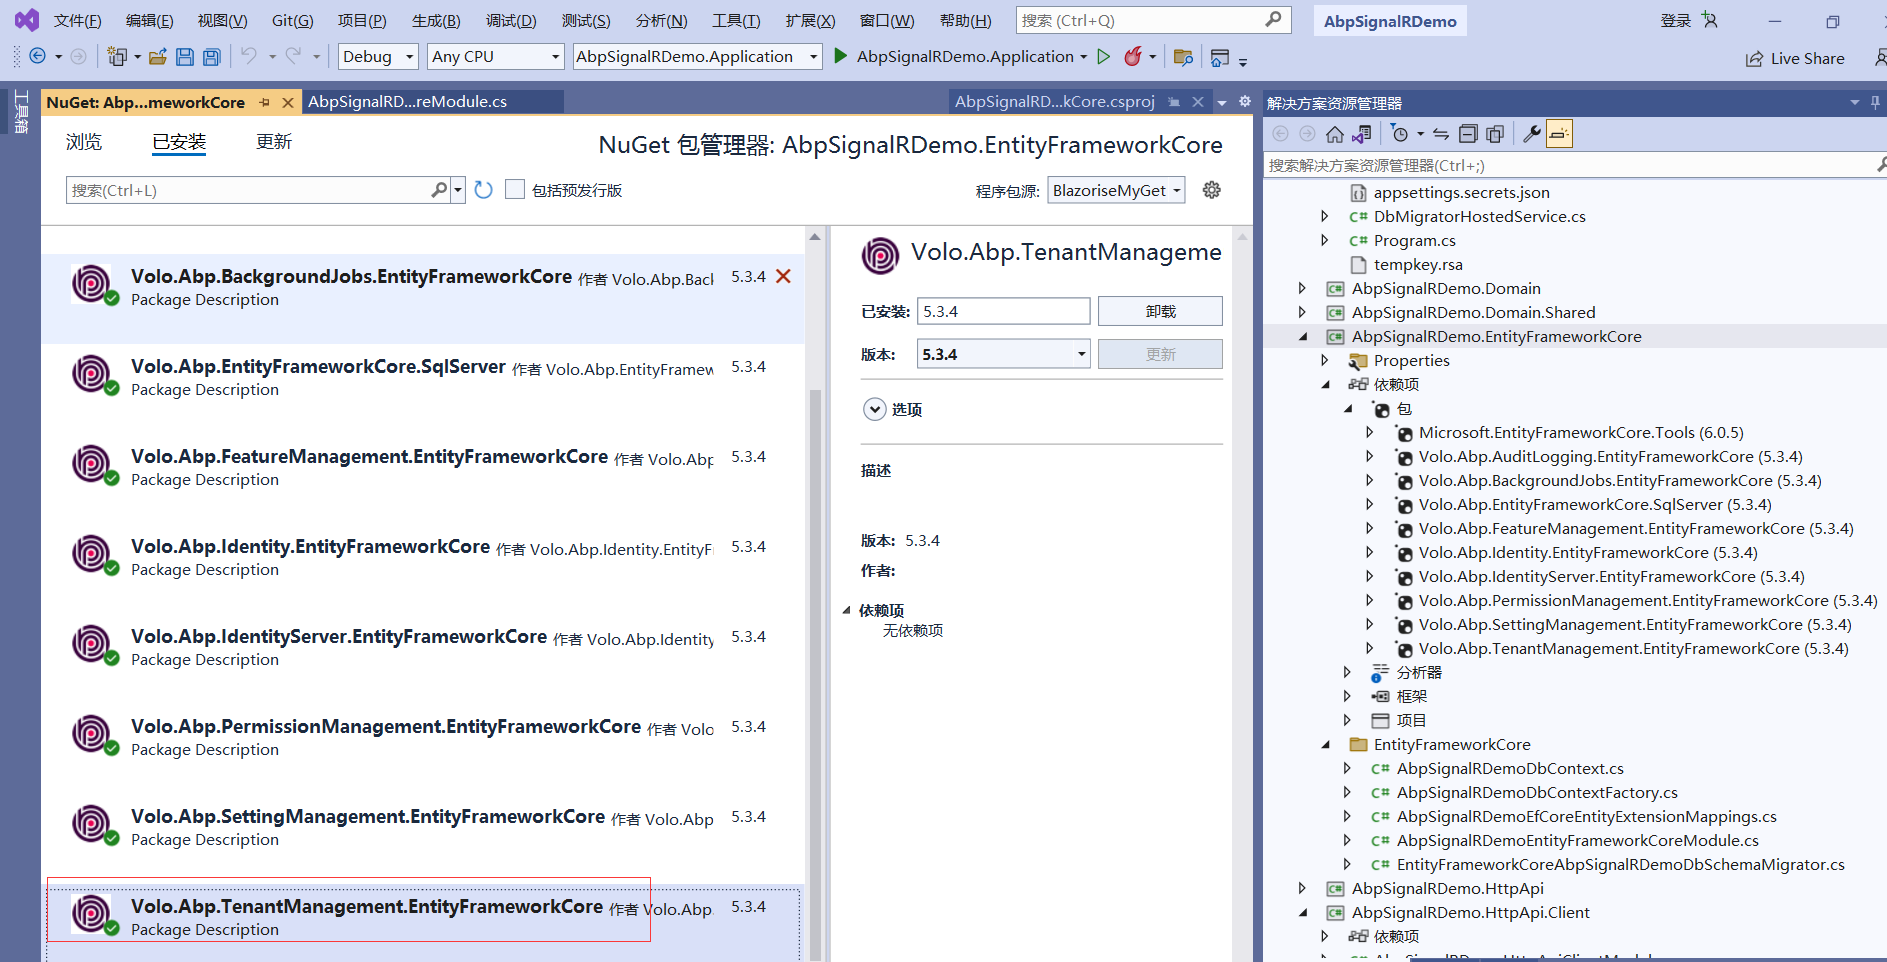 文件(F) 编辑(E) 视图(V) Git(G) 项目(P) 生成(B) 调试(D) 测试(S) 分析(N) 工具(T) 扩展(X) 窗口(W) 帮助(H) 搜索 (Ctrl+Q) AbpSignalRDemo 登录
Debug Any CPU AbpSignalRDemo.Application AbpSignalRDemo.Application Live Share
工具箱
NuGet: Abp...meworkCore AbpSignalRD...reModule.cs AbpSignalRD...kCore.csproj
浏览 已安装 更新
NuGet 包管理器: AbpSignalRDemo.EntityFrameworkCore
搜索(Ctrl+L) 包括预发行版 程序包源: BlazoriseMyGet
Volo.Abp.BackgroundJobs.EntityFrameworkCore 作者 Volo.Abp.Back 5.3.4
Package Description
Volo.Abp.EntityFrameworkCore.SqlServer 作者 Volo.Abp.EntityFramew 5.3.4
Package Description
Volo.Abp.FeatureManagement.EntityFrameworkCore 作者 Volo.Abp 5.3.4
Package Description
Volo.Abp.Identity.EntityFrameworkCore 作者 Volo.Abp.Identity.EntityF 5.3.4
Package Description
Volo.Abp.IdentityServer.EntityFrameworkCore 作者 Volo.Abp.Identity 5.3.4
Package Description
Volo.Abp.PermissionManagement.EntityFrameworkCore 作者 Volo 5.3.4
Package Description
Volo.Abp.SettingManagement.EntityFrameworkCore 作者 Volo.Abp 5.3.4
Package Description
Volo.Abp.TenantManagement.EntityFrameworkCore 作者 Volo.Abp. 5.3.4
Package Description
Volo.Abp.TenantManageme
已安装: 5.3.4 卸载
版本: 5.3.4 更新
选项
描述
版本: 5.3.4
作者:
依赖项
无依赖项
解决方案资源管理器
搜索解决方案资源管理器(Ctrl+;)
appsettings.secrets.json
C# DbMigratorHostedService.cs
C# Program.cs
tempkey.rsa
C# AbpSignalRDemo.Domain
C# AbpSignalRDemo.Domain.Shared
C# AbpSignalRDemo.EntityFrameworkCore
Properties
依赖项
包
Microsoft.EntityFrameworkCore.Tools (6.0.5)
Volo.Abp.AuditLogging.EntityFrameworkCore (5.3.4)
Volo.Abp.BackgroundJobs.EntityFrameworkCore (5.3.4)
Volo.Abp.EntityFrameworkCore.SqlServer (5.3.4)
Volo.Abp.FeatureManagement.EntityFrameworkCore (5.3.4)
Volo.Abp.Identity.EntityFrameworkCore (5.3.4)
Volo.Abp.IdentityServer.EntityFrameworkCore (5.3.4)
Volo.Abp.PermissionManagement.EntityFrameworkCore (5.3.4)
Volo.Abp.SettingManagement.EntityFrameworkCore (5.3.4)
Volo.Abp.TenantManagement.EntityFrameworkCore (5.3.4)
分析器
框架
项目
EntityFrameworkCore
C# AbpSignalRDemoDbContext.cs
C# AbpSignalRDemoDbContextFactory.cs
C# AbpSignalRDemoEfCoreEntityExtensionMappings.cs
C# AbpSignalRDemoEntityFrameworkCoreModule.cs
C# EntityFrameworkCoreAbpSignalRDemoDbSchemaMigrator.cs
C# AbpSignalRDemo.HttpApi
C# AbpSignalRDemo.HttpApi.Client
依赖项